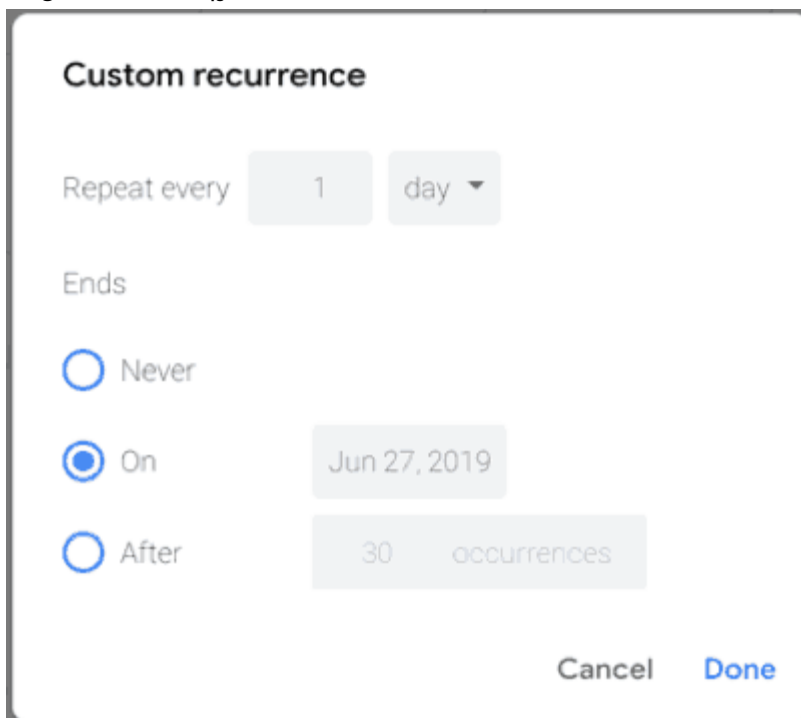 Custom recurrence
Repeat every 1 day
Ends
Never
On Jun 27, 2019
After 30 occurrences
Cancel Done